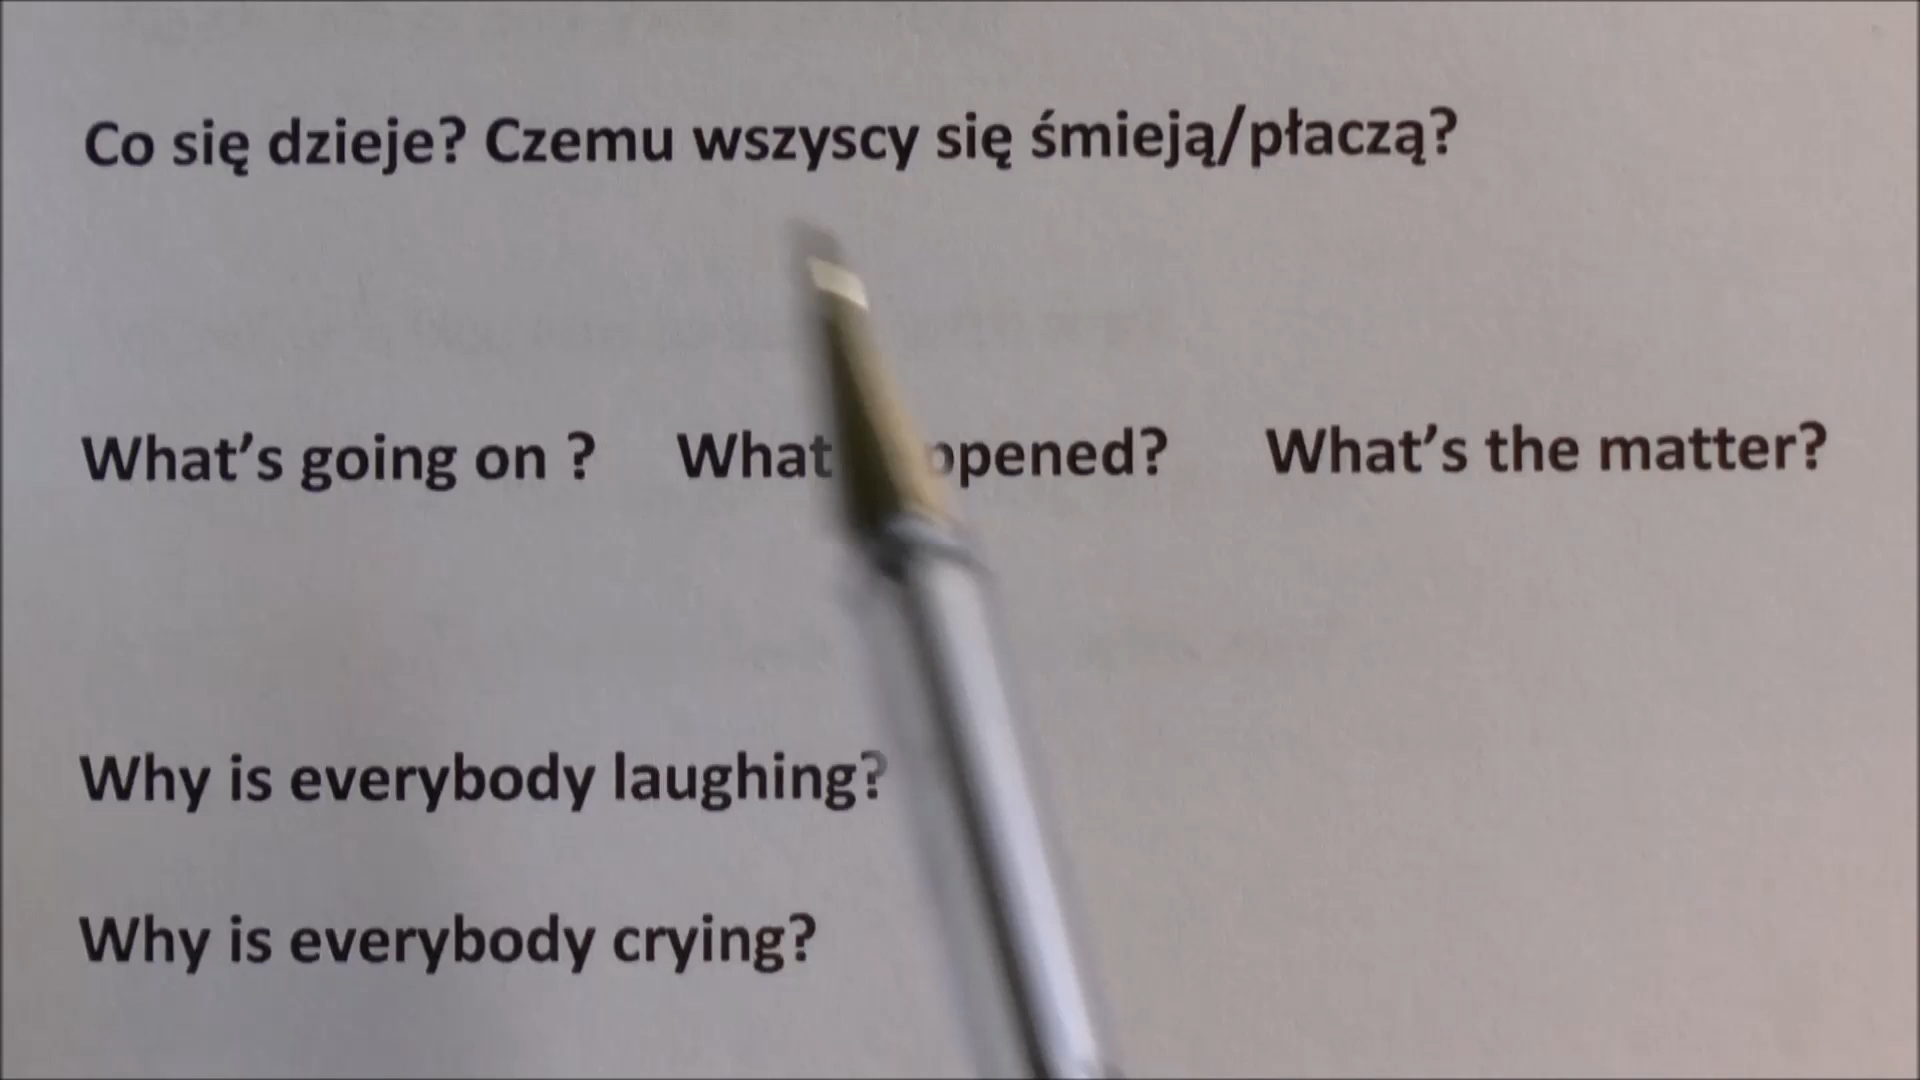 Co się dzieje? Czemu wszyscy się śmieją/płaczą?
What's going on ? What ppened? What's the matter?
Why is everybody laughing?
Why is everybody crying?